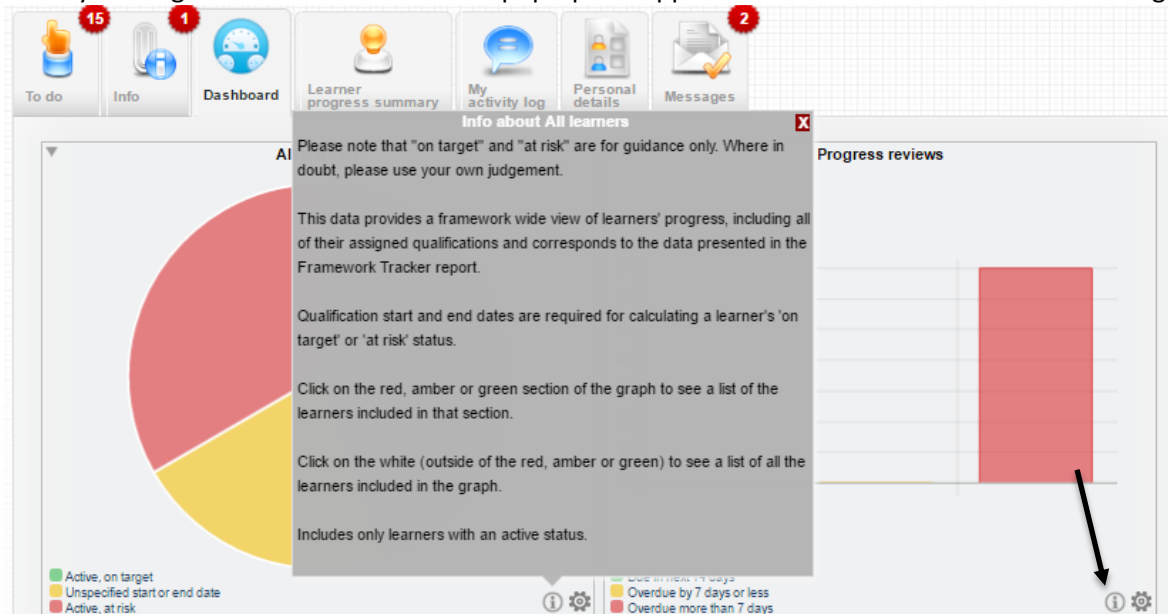 15
1
2
To do
Info
Dashboard
Learner
progress summary
My
activity log
Personal
details
Messages
Info about All learners
X
Please note that "on target" and "at risk" are for guidance only. Where in
doubt, please use your own judgement.
This data provides a framework wide view of learners' progress, including all
of their assigned qualifications and corresponds to the data presented in the
Framework Tracker report.
Qualification start and end dates are required for calculating a learner's 'on
target' or 'at risk' status.
Click on the red, amber or green section of the graph to see a list of the
learners included in that section.
Click on the white (outside of the red, amber or green) to see a list of all the
learners included in the graph.
Includes only learners with an active status.
Al
Active, on target
Unspecified start or end date
Active, at risk
Progress reviews
Due in next 14 days
Overdue by 7 days or less
Overdue more than 7 days